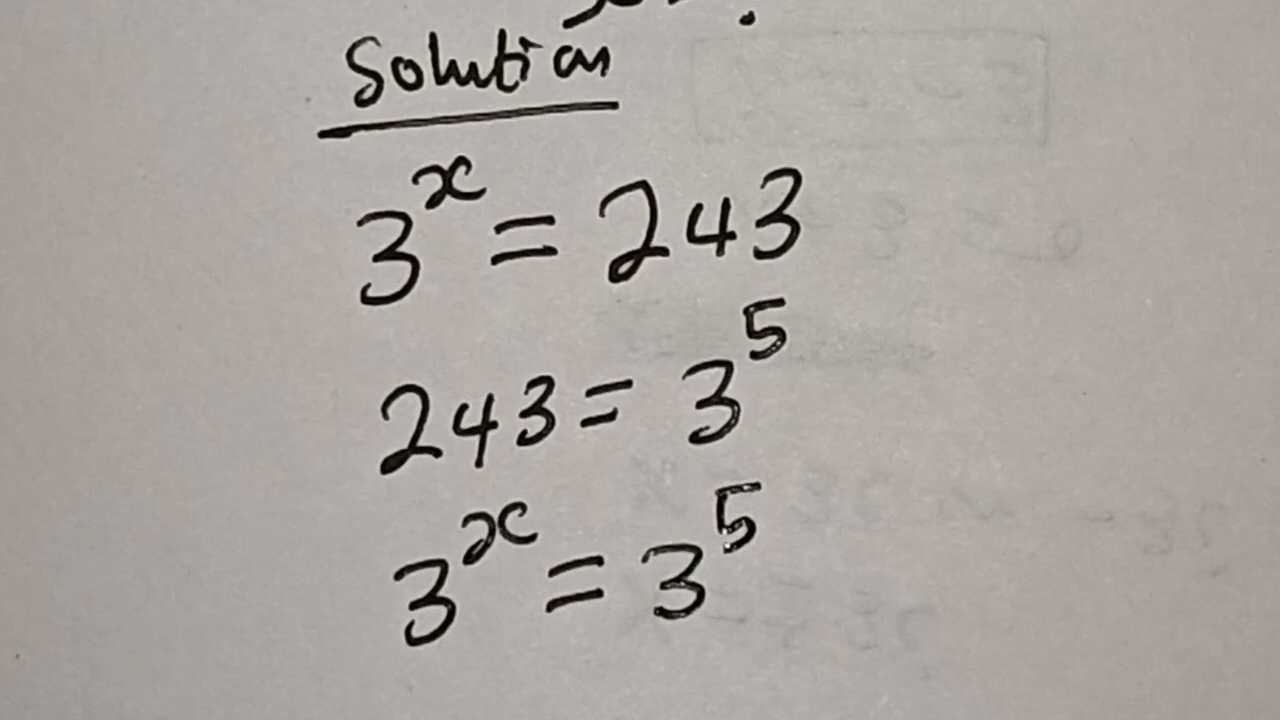 Solution
3^x = 243
243 = 3^5
3^x = 3^5